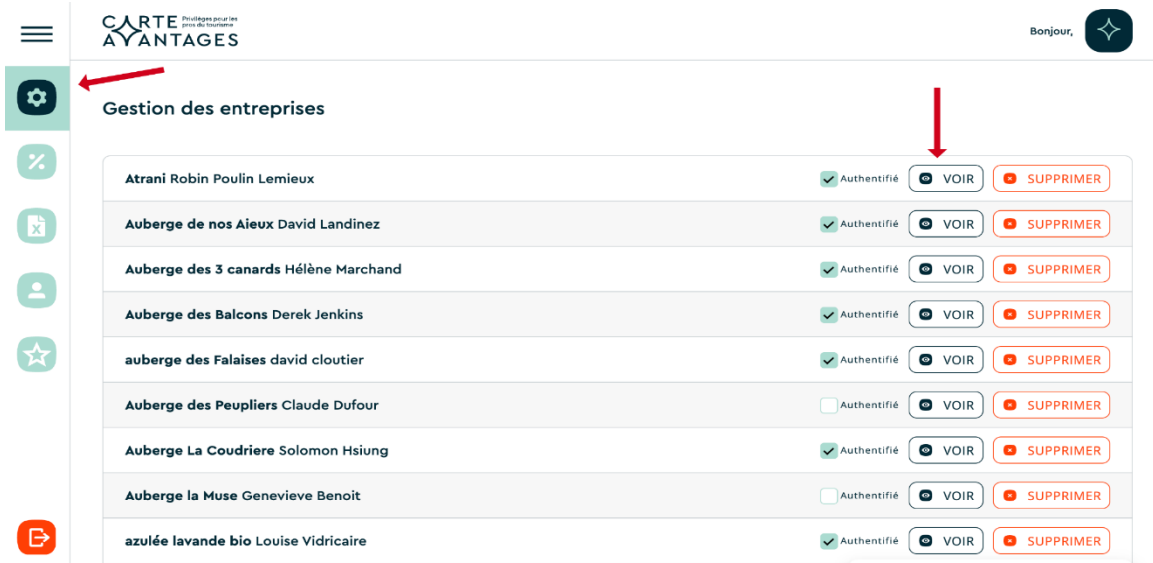 CARTE Privilèges pour les pros du tourisme
AVANTAGES
Bonjour,
Gestion des entreprises
Atrani Robin Poulin Lemieux Authentifié VOIR SUPPRIMER
Auberge de nos Aieux David Landinez Authentifié VOIR SUPPRIMER
Auberge des 3 canards Hélène Marchand Authentifié VOIR SUPPRIMER
Auberge des Balcons Derek Jenkins Authentifié VOIR SUPPRIMER
auberge des Falaises david cloutier Authentifié VOIR SUPPRIMER
Auberge des Peupliers Claude Dufour Authentifié VOIR SUPPRIMER
Auberge La Coudriere Solomon Hsiung Authentifié VOIR SUPPRIMER
Auberge la Muse Genevieve Benoit Authentifié VOIR SUPPRIMER
azulée lavande bio Louise Vidricaire Authentifié VOIR SUPPRIMER